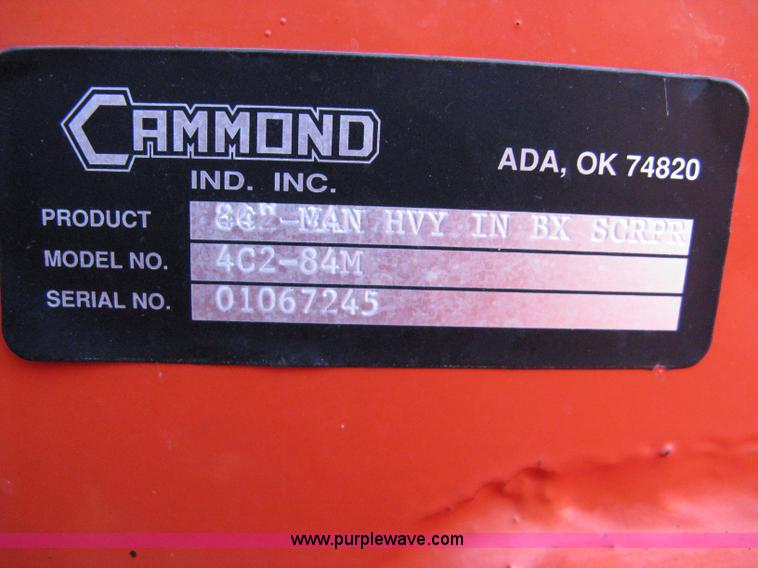 CAMMOND
IND. INC.
ADA, OK 74820
PRODUCT 84"-MAN HVY IN BX SCRPR
MODEL NO. 4C2-84M
SERIAL NO. 01067245
www.purplewave.com